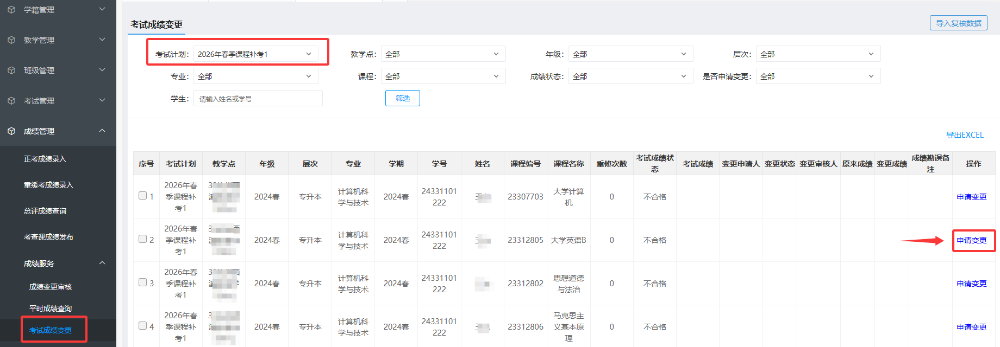 学籍管理
教学管理
班级管理
考试管理
成绩管理
正考成绩录入
重缓考成绩录入
总评成绩查询
考查课成绩发布
成绩服务
成绩变更审核
平时成绩查询
考试成绩变更
考试成绩变更
导入复核数据
考试计划： 2026年春季课程补考1 教学点： 全部 年级： 全部 层次： 全部
专业： 全部 课程： 全部 成绩状态： 全部 是否申请变更： 全部
学生： 请输入姓名或学号 筛选
导出EXCEL
序号 考试计划 教学点 年级 层次 专业 学期 学号 姓名 课程编号 课程名称 重修次数 考试成绩状态 考试成绩 变更申请人 变更状态 变更审核人 原来成绩 变更成绩 成绩勘误备注 操作
1 2026年春季课程补考1 2024春 专升本 计算机科学与技术 2024春 24331101222 23307703 大学计算机 0 不合格 申请变更
2 2026年春季课程补考1 2024春 专升本 计算机科学与技术 2024春 24331101222 23312805 大学英语B 0 不合格 申请变更
3 2026年春季课程补考1 2024春 专升本 计算机科学与技术 2024春 24331101222 23312802 思想道德与法治 0 不合格 申请变更
4 2026年春季课程补考1 2024春 专升本 计算机科学与技术 2024春 24331101222 23312806 马克思主义基本原理 0 不合格 申请变更